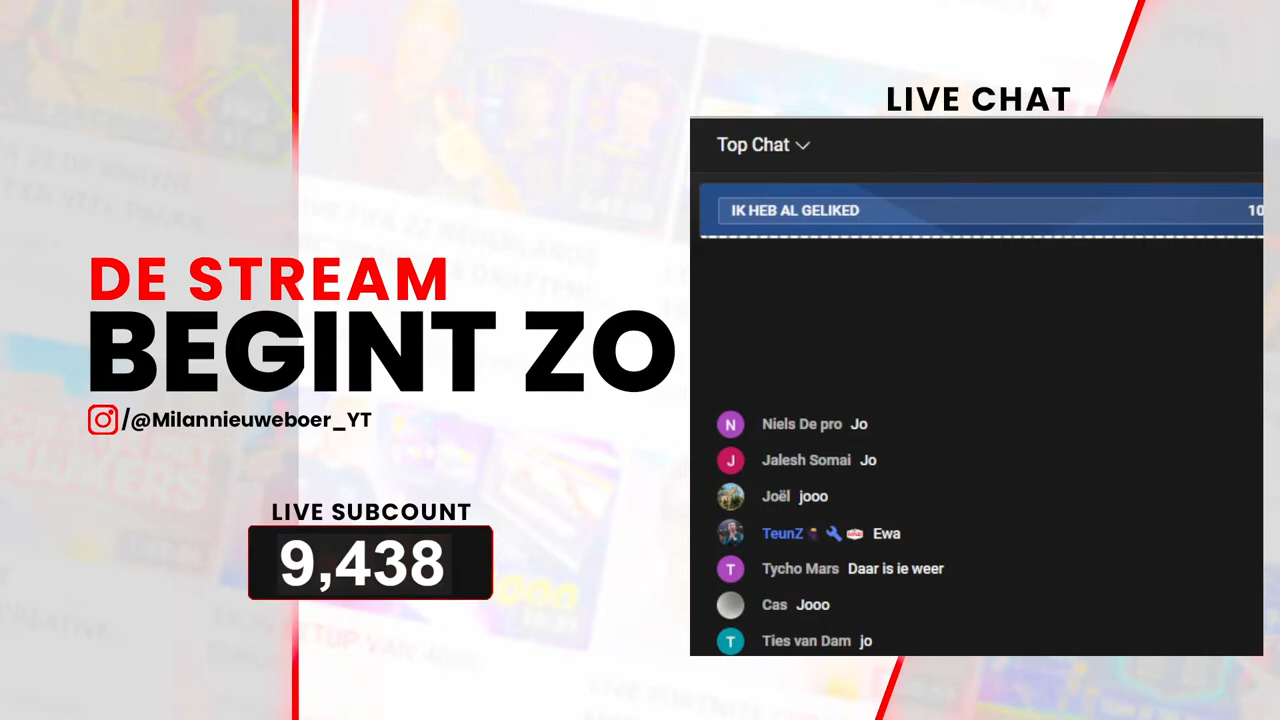 DE STREAM
BEGINT ZO
/@Milannieuweboer_YT
LIVE SUBCOUNT
9,438
LIVE CHAT
Top Chat
IK HEB AL GELIKED 10
N Niels De pro Jo
J Jalesh Somai Jo
Joël jooo
TeunZ Ewa
T Tycho Mars Daar is ie weer
Cas Jooo
T Ties van Dam jo